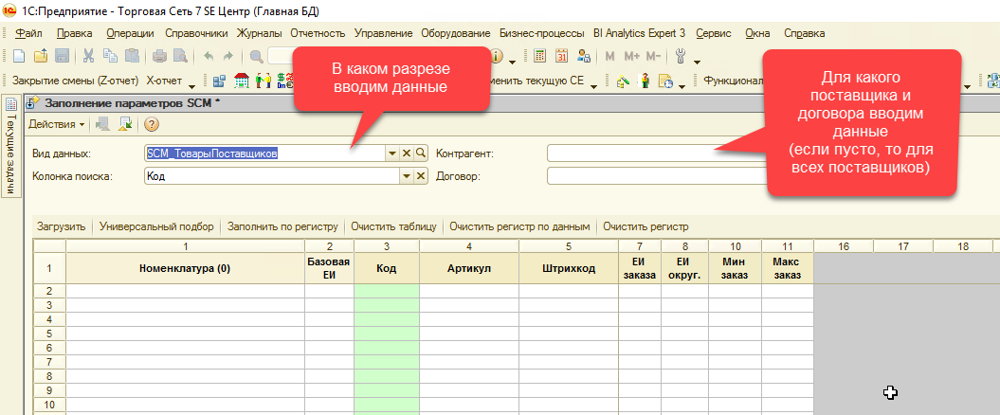 1С:Предприятие - Торговая Сеть 7 SE Центр (Главная БД)
Файл Правка Операции Справочники Журналы Отчетность Управление Оборудование Бизнес-процессы BI Analytics Expert 3 Сервис Окна Справка
M M+ M-
Закрытие смены (Z-отчет) X-отчет менить текущую СЕ Функционал
В каком разрезе
вводим данные
Для какого
поставщика и
договора вводим
данные
(если пусто, то для
всех поставщиков)
Текущие задачи
Заполнение параметров SCM *
Действия
Вид данных: SCM_ТоварыПоставщиков Контрагент:
Колонка поиска: Код Договор:
Загрузить Универсальный подбор Заполнить по регистру Очистить таблицу Очистить регистр по данным Очистить регистр
1 2 3 4 5 7 8 10 11 16 17 18
1 Номенклатура (0) Базовая ЕИ Код Артикул Штрихкод ЕИ заказа ЕИ округ. Мин заказ Макс заказ
2
3
4
5
6
7
8
9
10